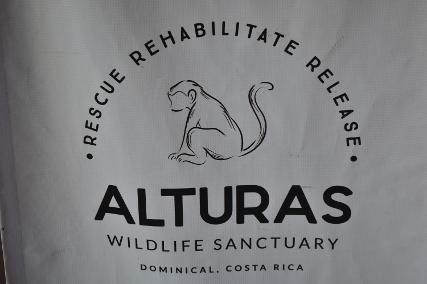 • RESCUE REHABILITATE RELEASE •
ALTURAS
WILDLIFE SANCTUARY
DOMINICAL, COSTA RICA